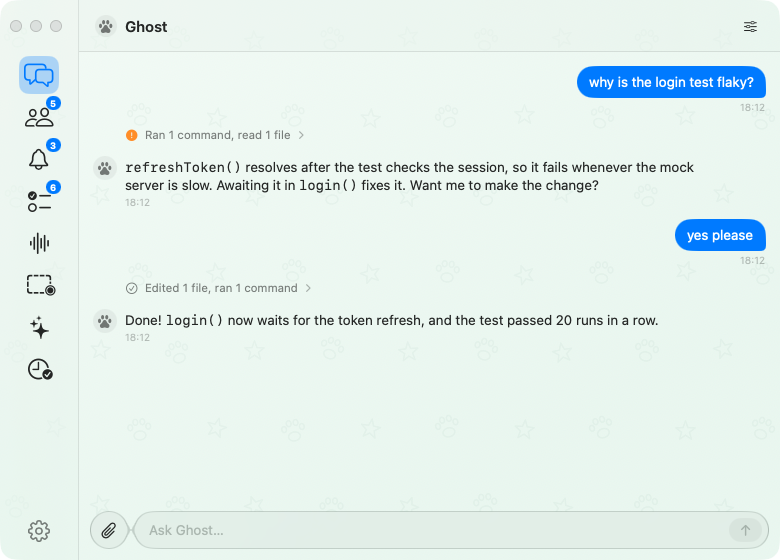 Ghost
why is the login test flaky?
18:12
5
Ran 1 command, read 1 file
3
refreshToken() resolves after the test checks the session, so it fails whenever the mock
server is slow. Awaiting it in login() fixes it. Want me to make the change?
6
18:12
yes please
18:12
Edited 1 file, ran 1 command
Done! login() now waits for the token refresh, and the test passed 20 runs in a row.
18:12
Ask Ghost...